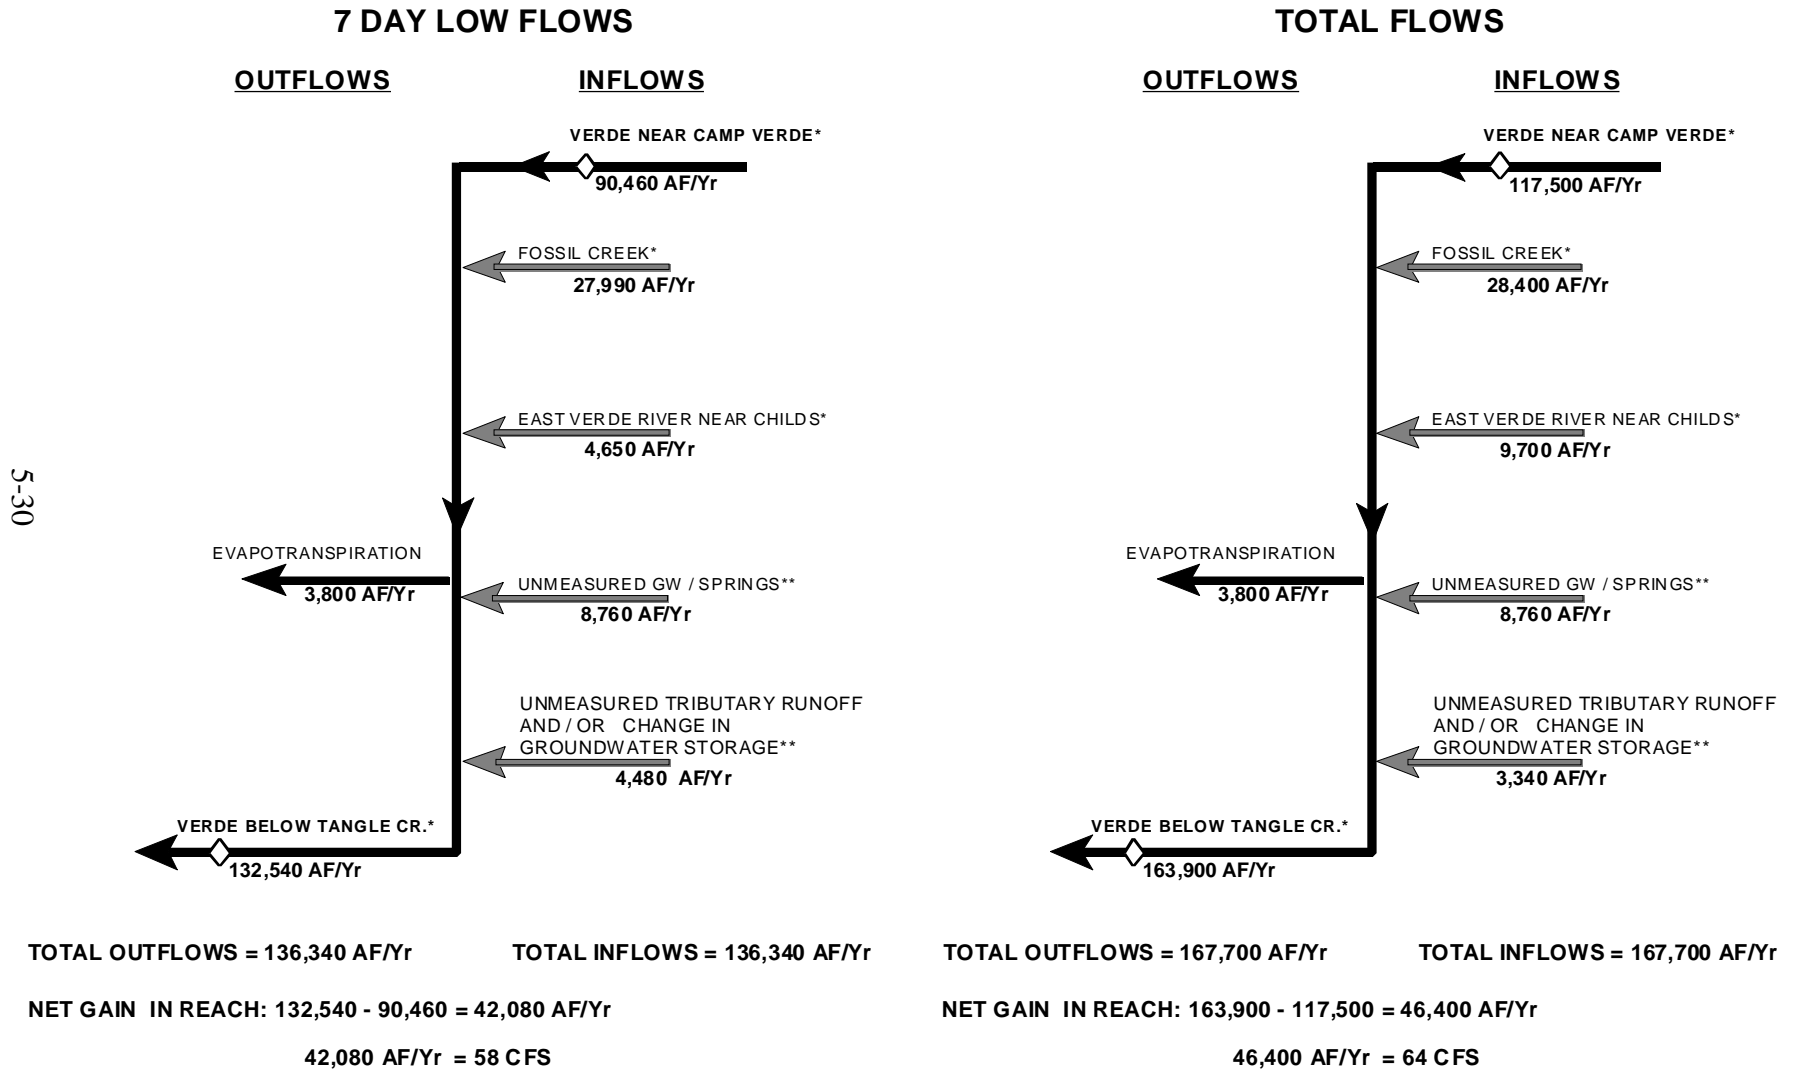 7 DAY LOW FLOWS
OUTFLOWS
INFLOWS
VERDE NEAR CAMP VERDE*
90,460 AF/Yr
FOSSIL CREEK*
27,990 AF/Yr
EAST VERDE RIVER NEAR CHILDS*
4,650 AF/Yr
EVAPOTRANSPIRATION
3,800 AF/Yr
UNMEASURED GW / SPRINGS**
8,760 AF/Yr
UNMEASURED TRIBUTARY RUNOFF
AND / OR CHANGE IN
GROUNDWATER STORAGE**
4,480 AF/Yr
VERDE BELOW TANGLE CR.*
132,540 AF/Yr
TOTAL OUTFLOWS = 136,340 AF/Yr
TOTAL INFLOWS = 136,340 AF/Yr
NET GAIN IN REACH: 132,540 - 90,460 = 42,080 AF/Yr
42,080 AF/Yr = 58 CFS
TOTAL FLOWS
OUTFLOWS
INFLOWS
VERDE NEAR CAMP VERDE*
117,500 AF/Yr
FOSSIL CREEK*
28,400 AF/Yr
EAST VERDE RIVER NEAR CHILDS*
9,700 AF/Yr
EVAPOTRANSPIRATION
3,800 AF/Yr
UNMEASURED GW / SPRINGS**
8,760 AF/Yr
UNMEASURED TRIBUTARY RUNOFF
AND / OR CHANGE IN
GROUNDWATER STORAGE**
3,340 AF/Yr
VERDE BELOW TANGLE CR.*
163,900 AF/Yr
TOTAL OUTFLOWS = 167,700 AF/Yr
TOTAL INFLOWS = 167,700 AF/Yr
NET GAIN IN REACH: 163,900 - 117,500 = 46,400 AF/Yr
46,400 AF/Yr = 64 CFS
5-30